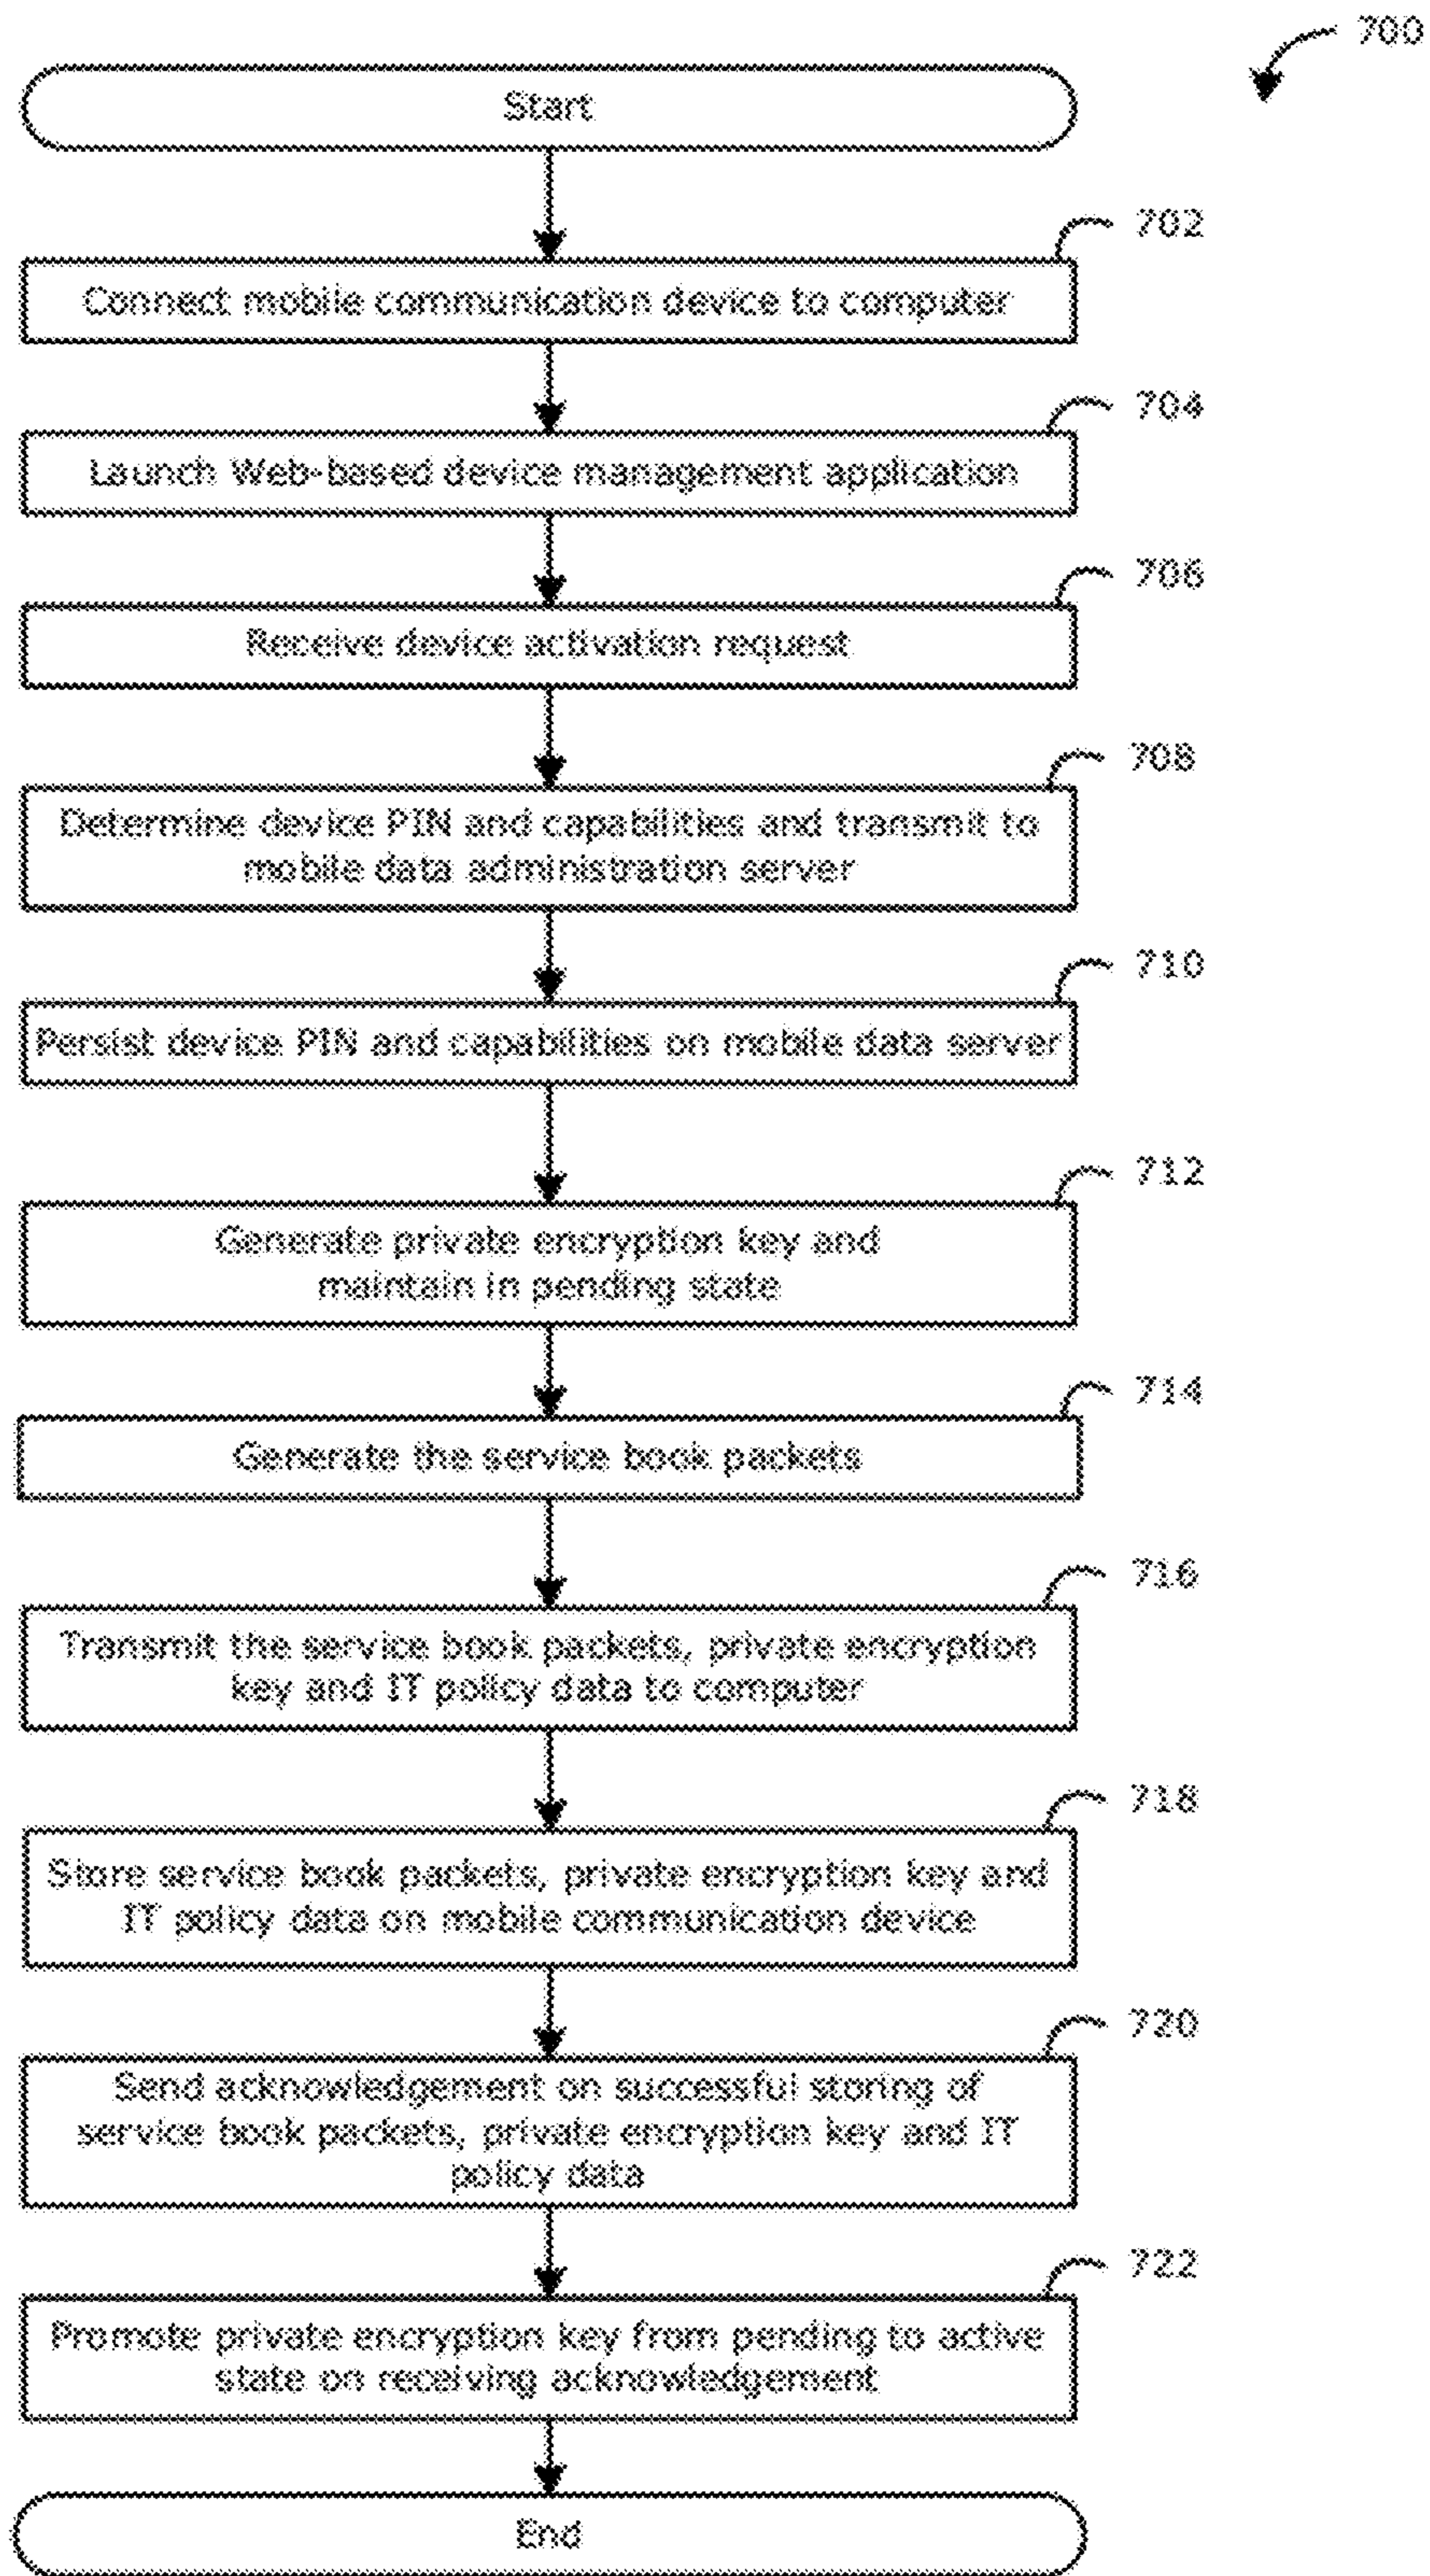 700
Start
702
Connect mobile communication device to computer
704
Launch Web-based device management application
706
Receive device activation request
708
Determine device PIN and capabilities and transmit to
mobile data administration server
710
Persist device PIN and capabilities on mobile data server
712
Generate private encryption key and
maintain in pending state
714
Generate the service book packets
716
Transmit the service book packets, private encryption
key and IT policy data to computer
718
Store service book packets, private encryption key and
IT policy data on mobile communication device
720
Send acknowledgement on successful storing of
service book packets, private encryption key and IT
policy data
722
Promote private encryption key from pending to active
state on receiving acknowledgement
End